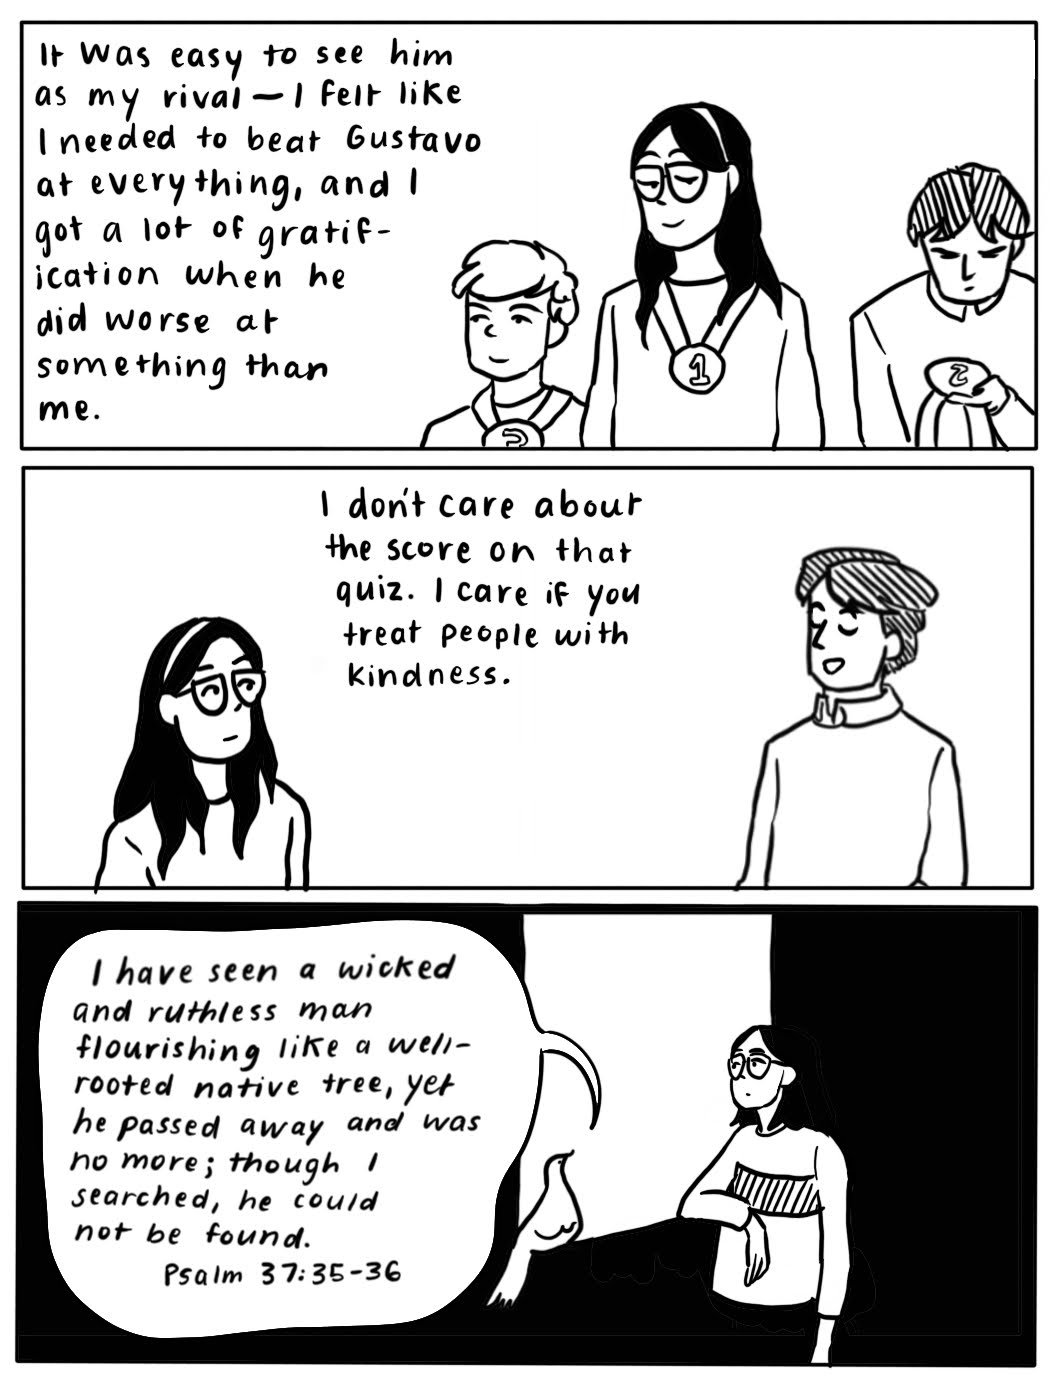 It was easy to see him
as my rival — I felt like
I needed to beat Gustavo
at everything, and I
got a lot of gratif-
ication when he
did worse at
something than
me.
1
2
3
I don't care about
the score on that
quiz. I care if you
treat people with
kindness.
I have seen a wicked
and ruthless man
flourishing like a well-
rooted native tree, yet
he passed away and was
no more; though I
searched, he could
not be found.
Psalm 37:35-36